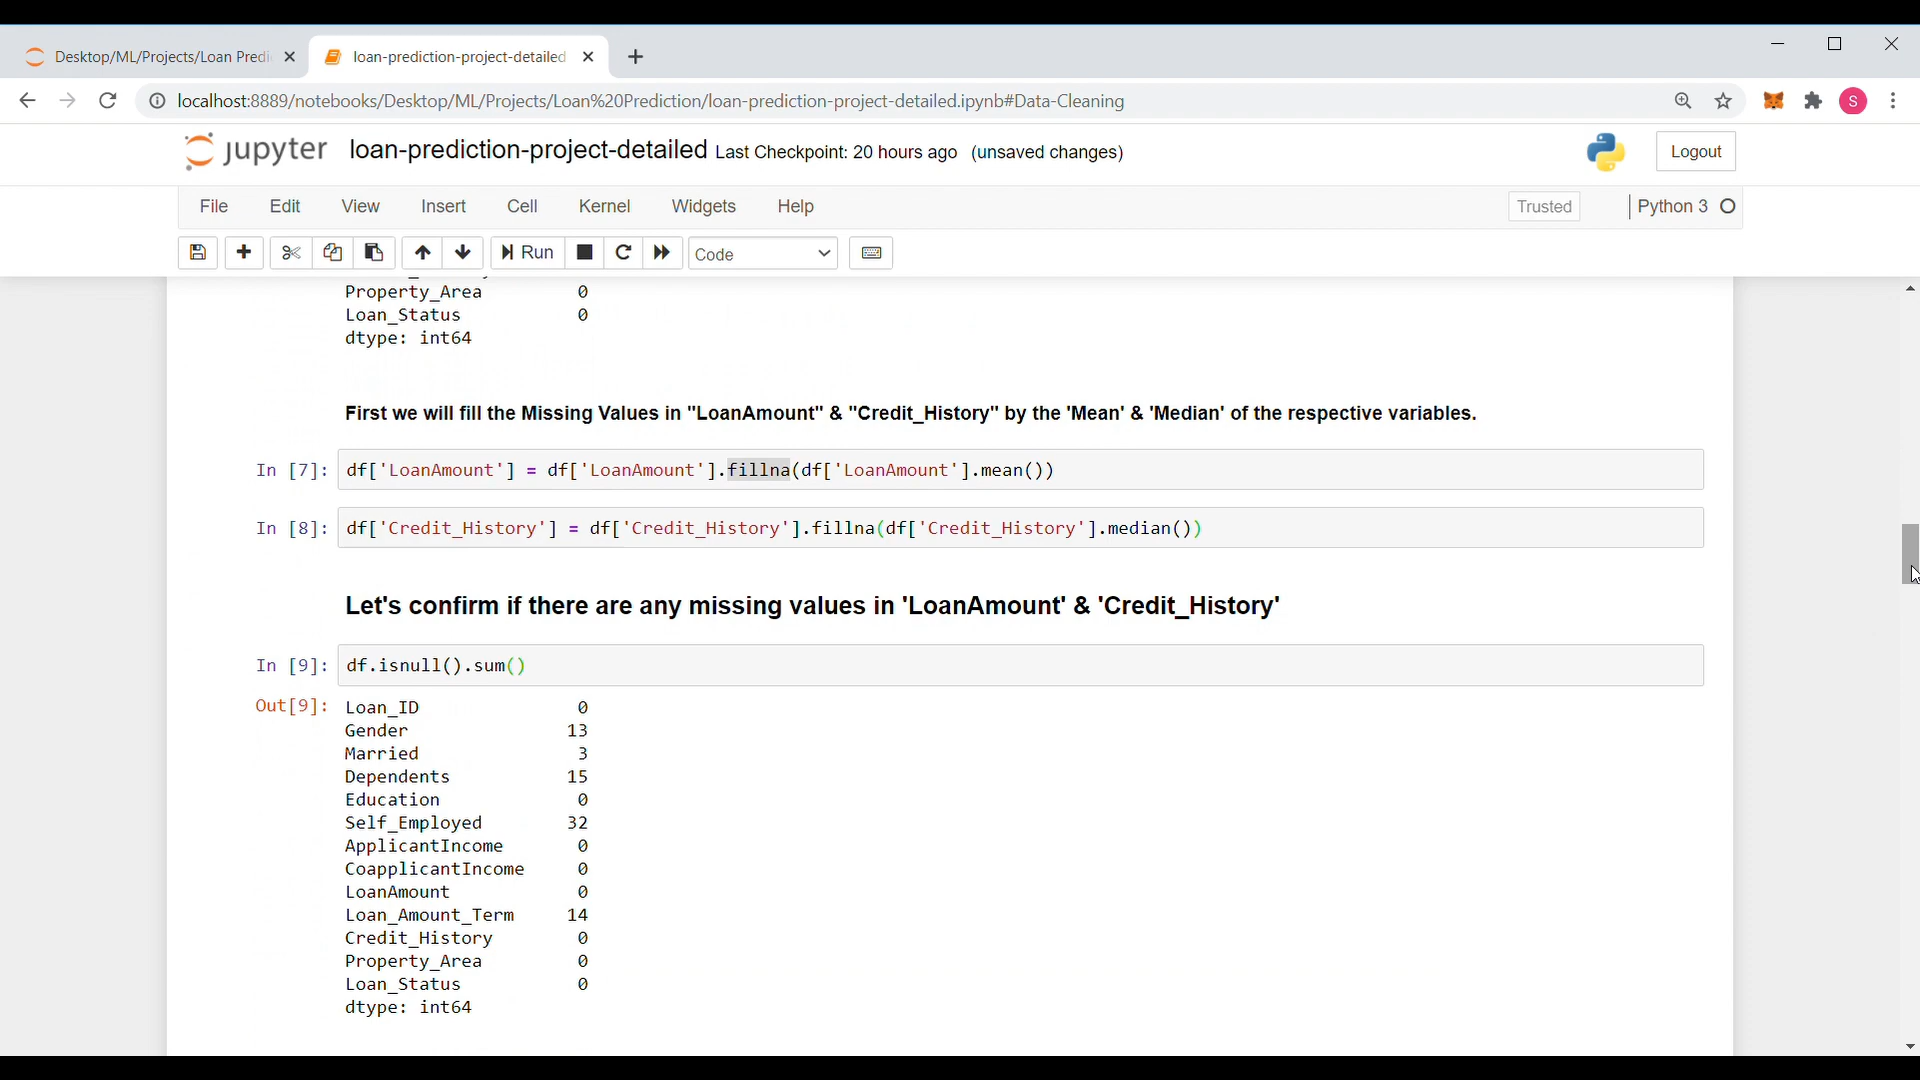 Desktop/ML/Projects/Loan Predi
loan-prediction-project-detailed
localhost:8889/notebooks/Desktop/ML/Projects/Loan%20Prediction/loan-prediction-project-detailed.ipynb#Data-Cleaning
S
jupyter loan-prediction-project-detailed Last Checkpoint: 20 hours ago (unsaved changes)
Logout
File Edit View Insert Cell Kernel Widgets Help Trusted Python 3
Run Code
Property_Area 0
Loan_Status 0
dtype: int64
First we will fill the Missing Values in "LoanAmount" & "Credit_History" by the 'Mean' & 'Median' of the respective variables.
In [7]: df['LoanAmount'] = df['LoanAmount'].fillna(df['LoanAmount'].mean())
In [8]: df['Credit_History'] = df['Credit_History'].fillna(df['Credit_History'].median())
Let's confirm if there are any missing values in 'LoanAmount' & 'Credit_History'
In [9]: df.isnull().sum()
Out[9]: Loan_ID 0
Gender 13
Married 3
Dependents 15
Education 0
Self_Employed 32
ApplicantIncome 0
CoapplicantIncome 0
LoanAmount 0
Loan_Amount_Term 14
Credit_History 0
Property_Area 0
Loan_Status 0
dtype: int64